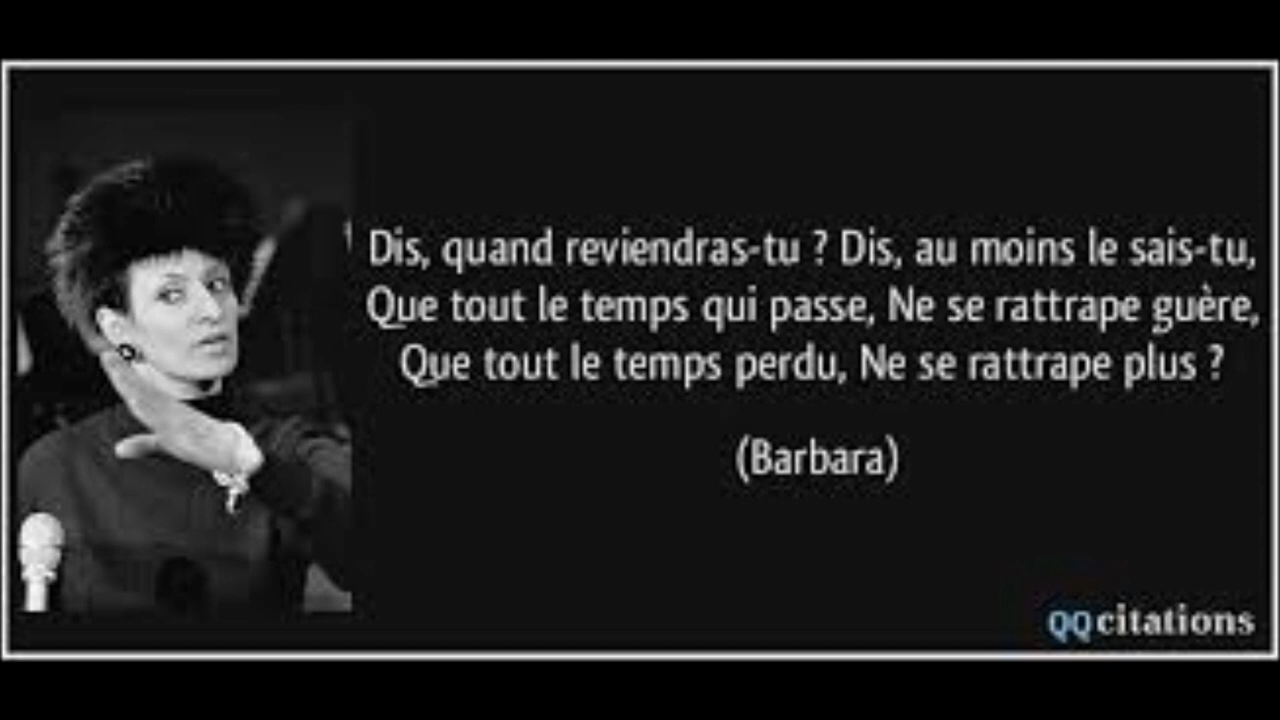 Dis, quand reviendras-tu ? Dis, au moins le sais-tu,
Que tout le temps qui passe, Ne se rattrape guère,
Que tout le temps perdu, Ne se rattrape plus ?
(Barbara)
QQcitations